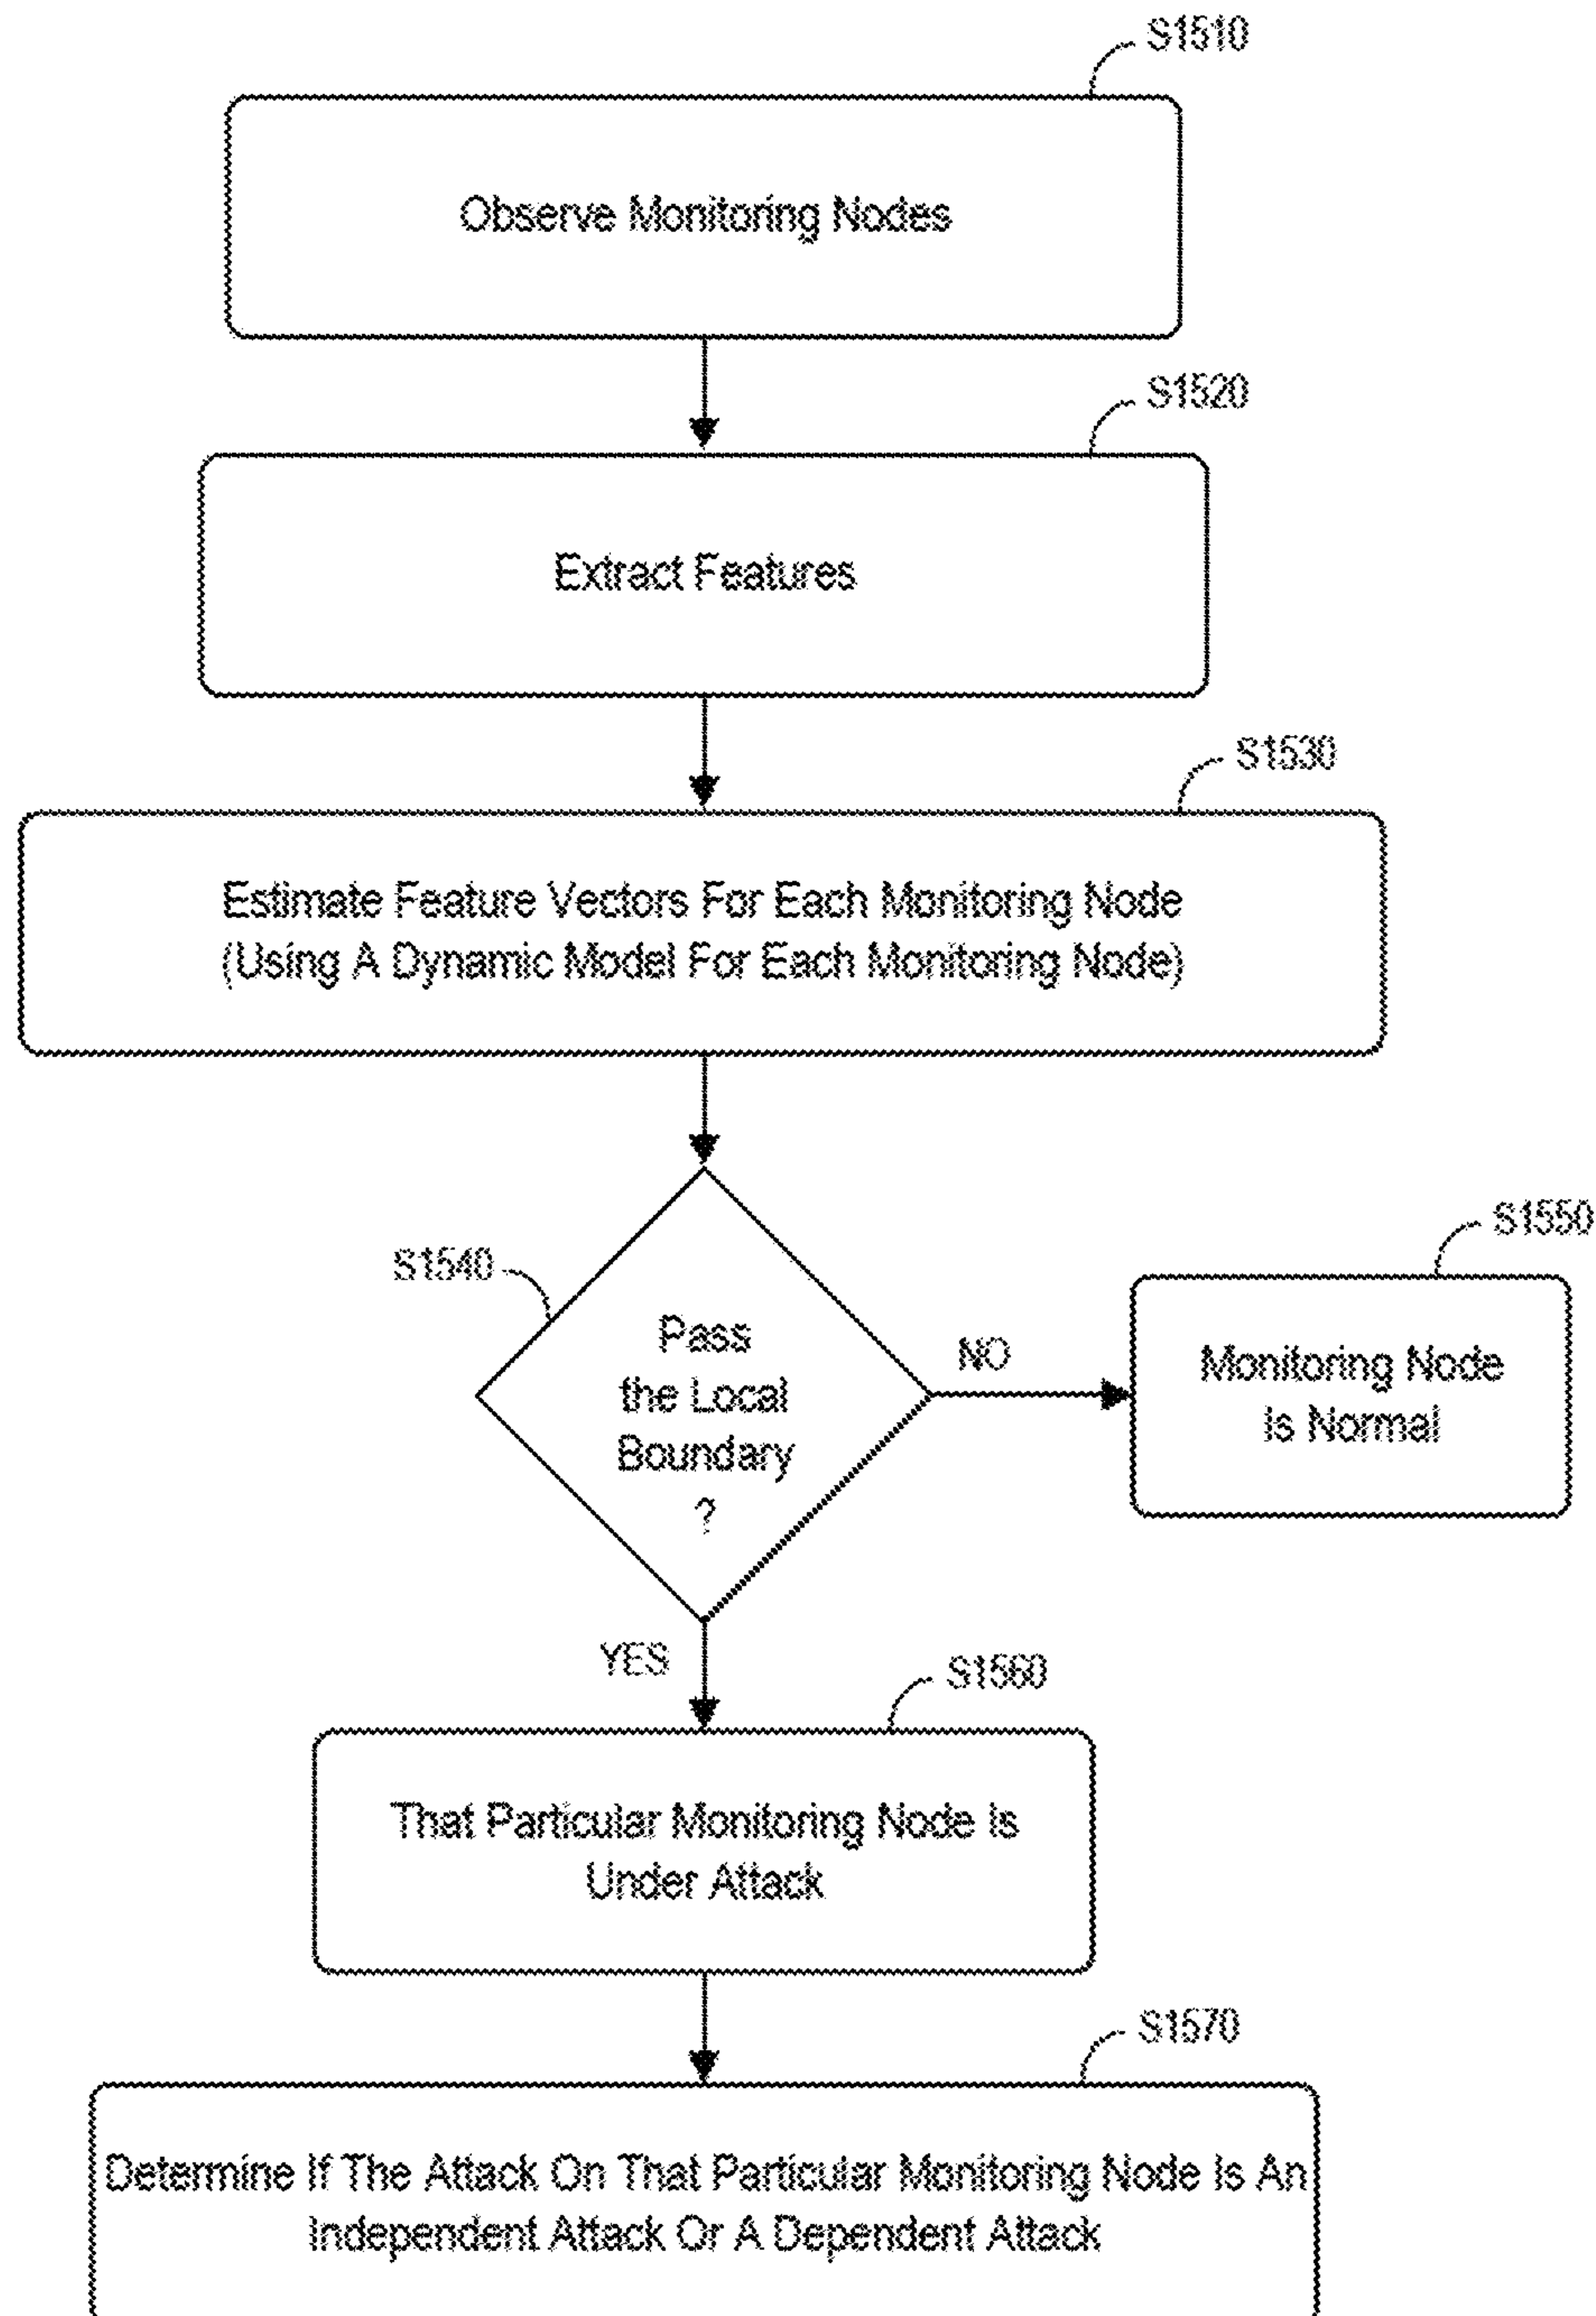 S1510
Observe Monitoring Nodes
S1520
Extract Features
S1530
Estimate Feature Vectors For Each Monitoring Node
(Using A Dynamic Model For Each Monitoring Node)
S1540
Pass
the Local
Boundary
?
NO
S1550
Monitoring Node
Is Normal
YES
S1560
That Particular Monitoring Node Is
Under Attack
S1570
Determine If The Attack On That Particular Monitoring Node Is An
Independent Attack Or A Dependent Attack